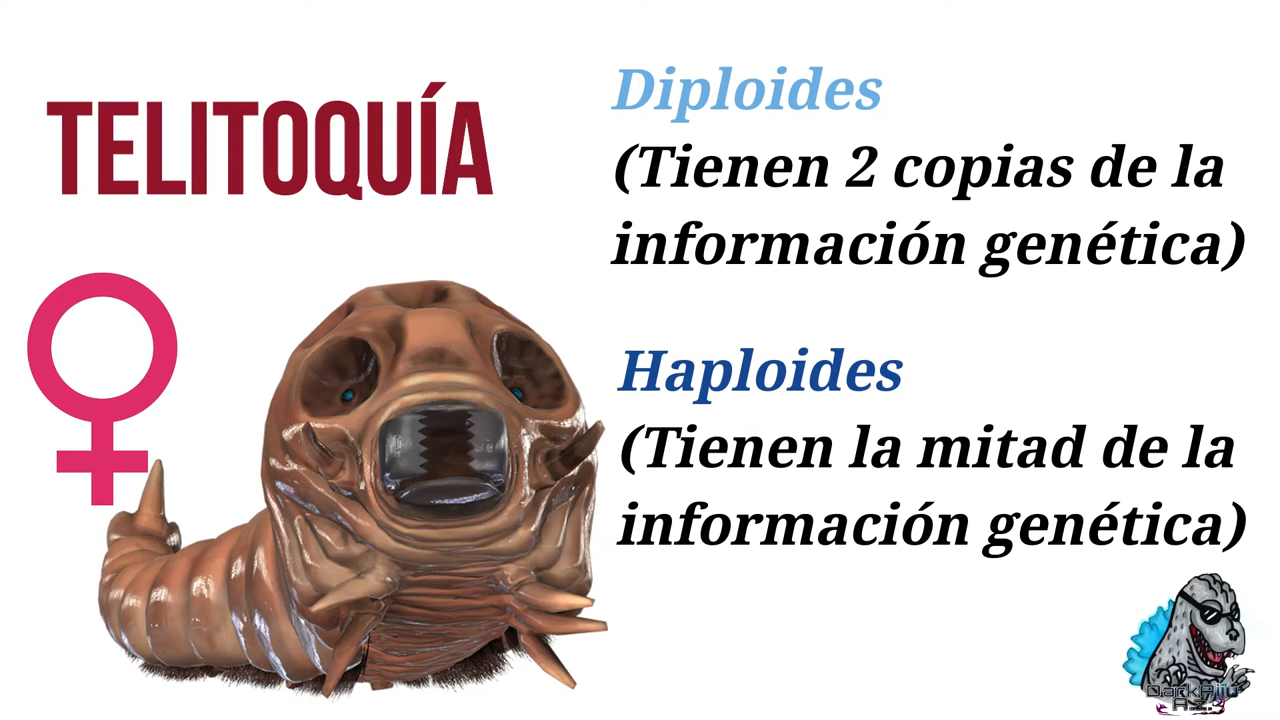 TELITOQUÍA
Diploides
(Tienen 2 copias de la
información genética)
Haploides
(Tienen la mitad de la
información genética)